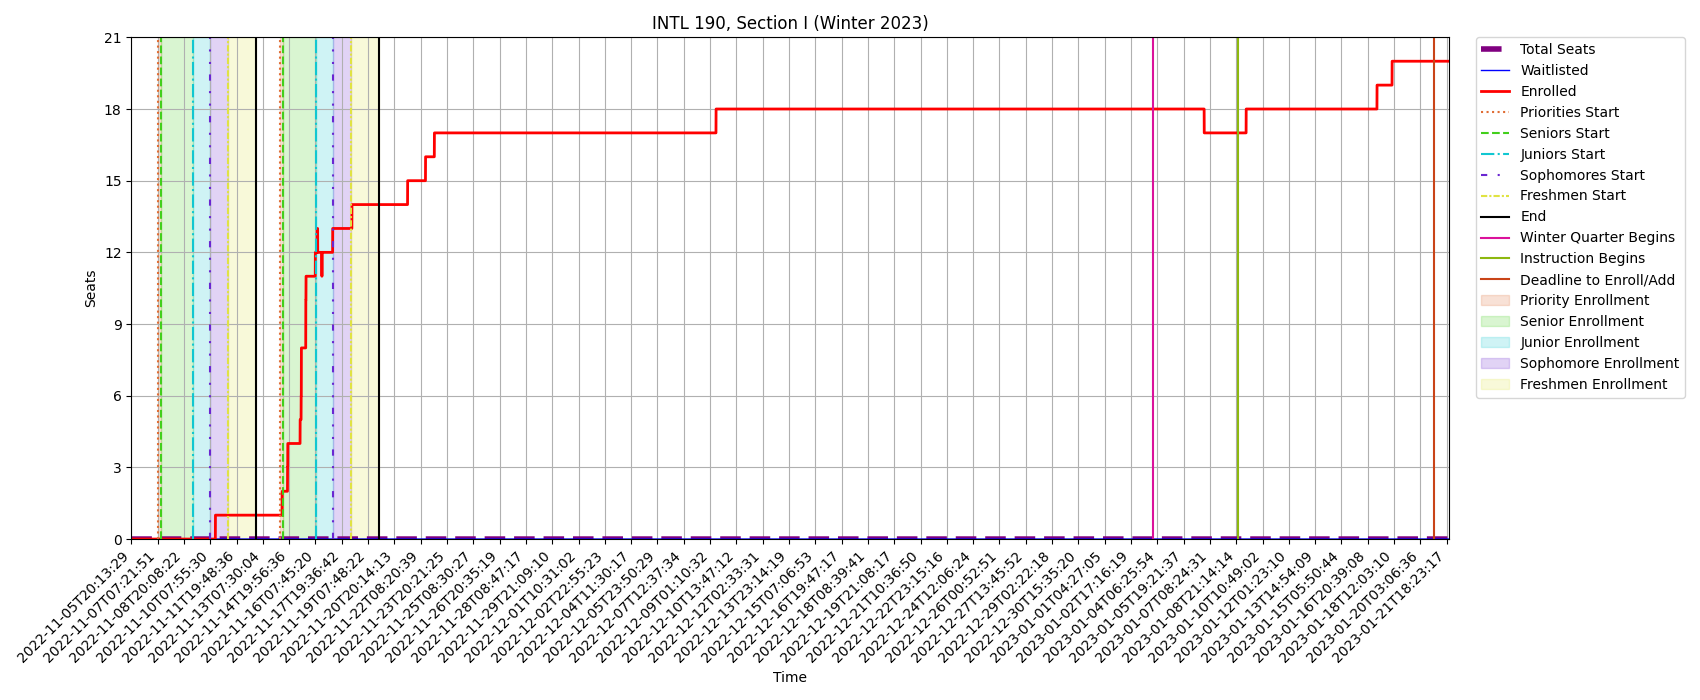 INTL 190, Section I (Winter 2023)
21
18
15
12
9
6
3
0
Seats
2022-11-05T20:13:29
2022-11-07T07:21:51
2022-11-08T20:08:22
2022-11-10T07:55:30
2022-11-11T19:48:36
2022-11-13T07:30:04
2022-11-14T19:56:36
2022-11-16T07:45:20
2022-11-17T19:36:42
2022-11-19T07:48:22
2022-11-20T20:14:13
2022-11-22T08:20:39
2022-11-23T20:21:25
2022-11-25T08:30:27
2022-11-26T20:35:19
2022-11-28T08:47:17
2022-11-29T21:09:10
2022-12-01T10:31:02
2022-12-02T22:55:23
2022-12-04T11:30:17
2022-12-05T23:50:29
2022-12-07T12:37:34
2022-12-09T01:10:32
2022-12-10T13:47:12
2022-12-12T02:33:31
2022-12-13T23:14:19
2022-12-15T07:06:53
2022-12-16T19:47:17
2022-12-18T08:39:41
2022-12-19T21:08:17
2022-12-21T10:36:50
2022-12-22T23:15:16
2022-12-24T12:06:24
2022-12-26T00:52:51
2022-12-27T13:45:52
2022-12-29T02:22:18
2022-12-30T15:35:20
2023-01-01T04:27:05
2023-01-02T17:16:19
2023-01-04T06:25:54
2023-01-05T19:21:37
2023-01-07T08:24:31
2023-01-08T21:14:14
2023-01-10T10:49:02
2023-01-12T01:23:10
2023-01-13T14:54:09
2023-01-15T05:50:44
2023-01-16T20:39:08
2023-01-18T12:03:10
2023-01-20T03:06:36
2023-01-21T18:23:17
Time
Total Seats
Waitlisted
Enrolled
Priorities Start
Seniors Start
Juniors Start
Sophomores Start
Freshmen Start
End
Winter Quarter Begins
Instruction Begins
Deadline to Enroll/Add
Priority Enrollment
Senior Enrollment
Junior Enrollment
Sophomore Enrollment
Freshmen Enrollment